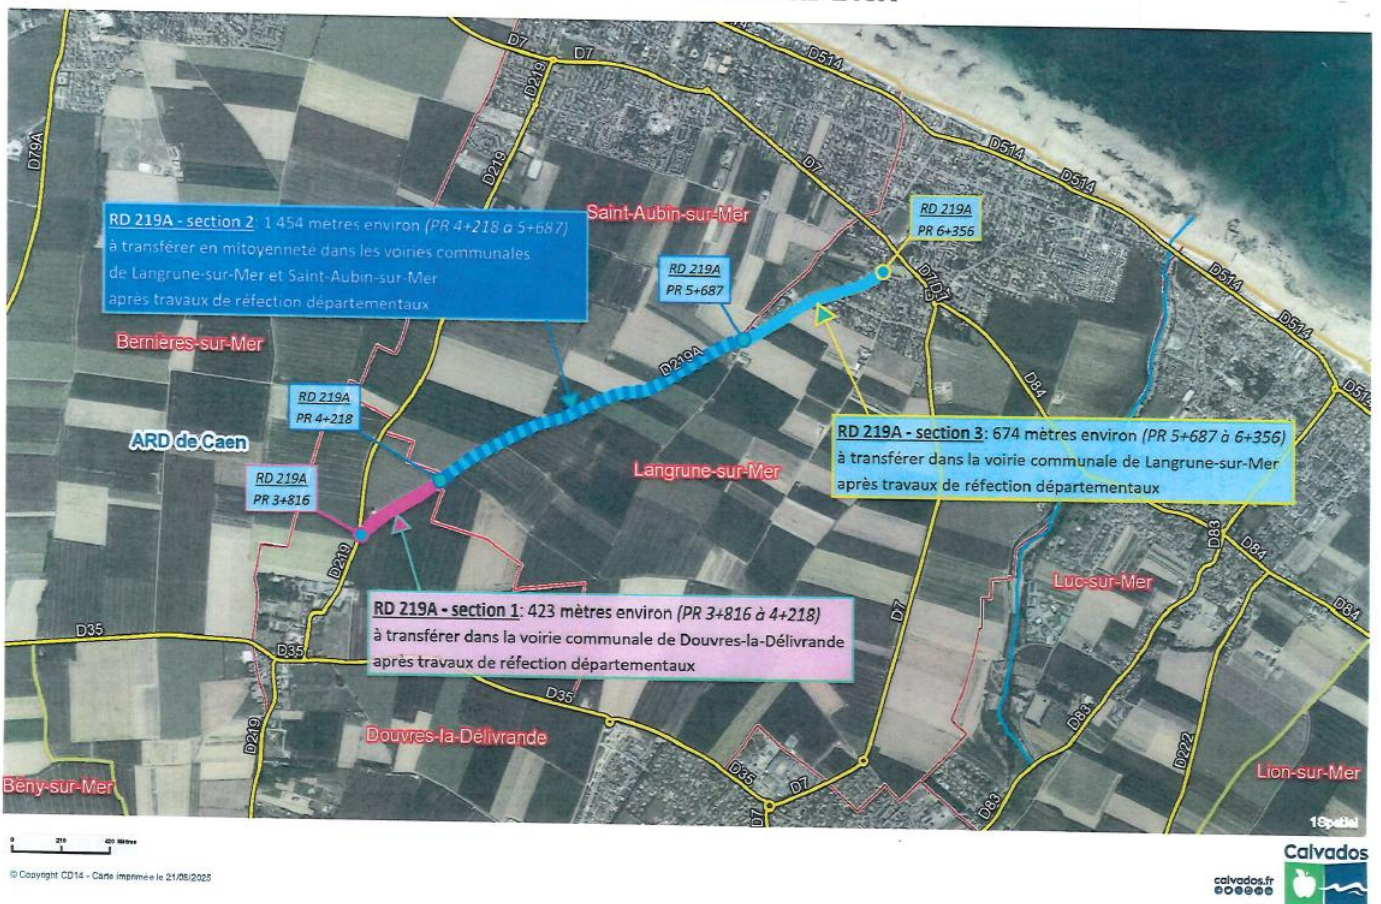 D7
D7
D514
D219
D79A
D219
D7
D514
D514
RD 219A - section 2: 1 454 mètres environ (PR 4+218 à 5+687)
à transférer en mitoyenneté dans les voiries communales
de Langrune-sur-Mer et Saint-Aubin-sur-Mer
après travaux de réfection départementaux
Saint-Aubin-sur-Mer
RD 219A
PR 6+356
RD 219A
PR 5+687
D7
D7
D514
D514
Bernières-sur-Mer
D219A
D84
D514
RD 219A
PR 4+218
ARD de Caen
RD 219A
PR 3+816
Langrune-sur-Mer
RD 219A - section 3: 674 mètres environ (PR 5+687 à 6+356)
à transférer dans la voirie communale de Langrune-sur-Mer
après travaux de réfection départementaux
D219
D83
D84
Luc-sur-Mer
D84
RD 219A - section 1: 423 mètres environ (PR 3+816 à 4+218)
à transférer dans la voirie communale de Douvres-la-Délivrande
après travaux de réfection départementaux
D7
D35
D35
D35
D219
Douvres-la-Délivrande
D83
D222
Bény-sur-Mer
D35
D7
Lion-sur-Mer
D7
D83
1Spatial
0 210 420 Mètres
© Copyright CD14 - Carte imprimée le 21/08/2025
Calvados
calvados.fr